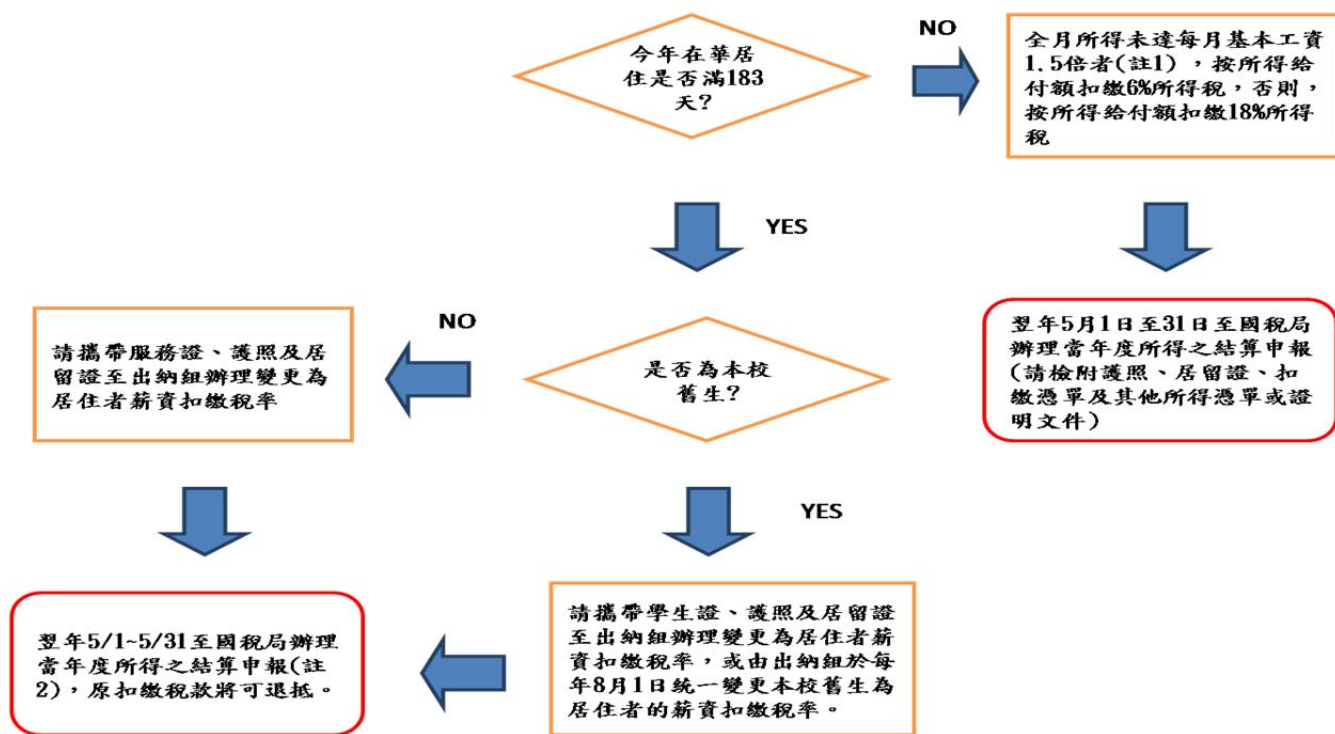 今年在華居
住是否滿183
天?
NO
全月所得未達每月基本工資
1.5倍者(註1)，按所得給
付額扣繳6%所得稅，否則，
按所得給付額扣繳18%所得
稅
YES
NO
請攜帶服務證、護照及居
留證至出納組辦理變更為
居住者薪資扣繳稅率
是否為本校
舊生?
翌年5月1日至31日至國稅局
辦理當年度所得之結算申報
(請檢附護照、居留證、扣
繳憑單及其他所得憑單或證
明文件)
YES
翌年5/1~5/31至國稅局辦理
當年度所得之結算申報(註
2)，原扣繳稅款將可退抵。
請攜帶學生證、護照及居留證
至出納組辦理變更為居住者薪
資扣繳稅率，或由出納組於每
年8月1日统一變更本校舊生為
居住者的薪資扣繳稅率。